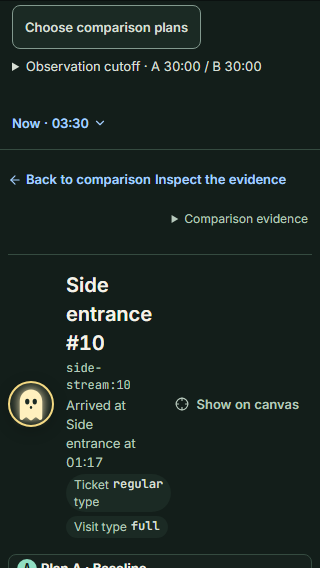 Choose comparison plans
Observation cutoff · A 30:00 / B 30:00
Now · 03:30
Back to comparison Inspect the evidence
Comparison evidence
Side
entrance
#10
side-
stream:10
Arrived at
Side
entrance at
01:17
Show on canvas
Ticket regular
type
Visit type full
A Plan A · Baseline